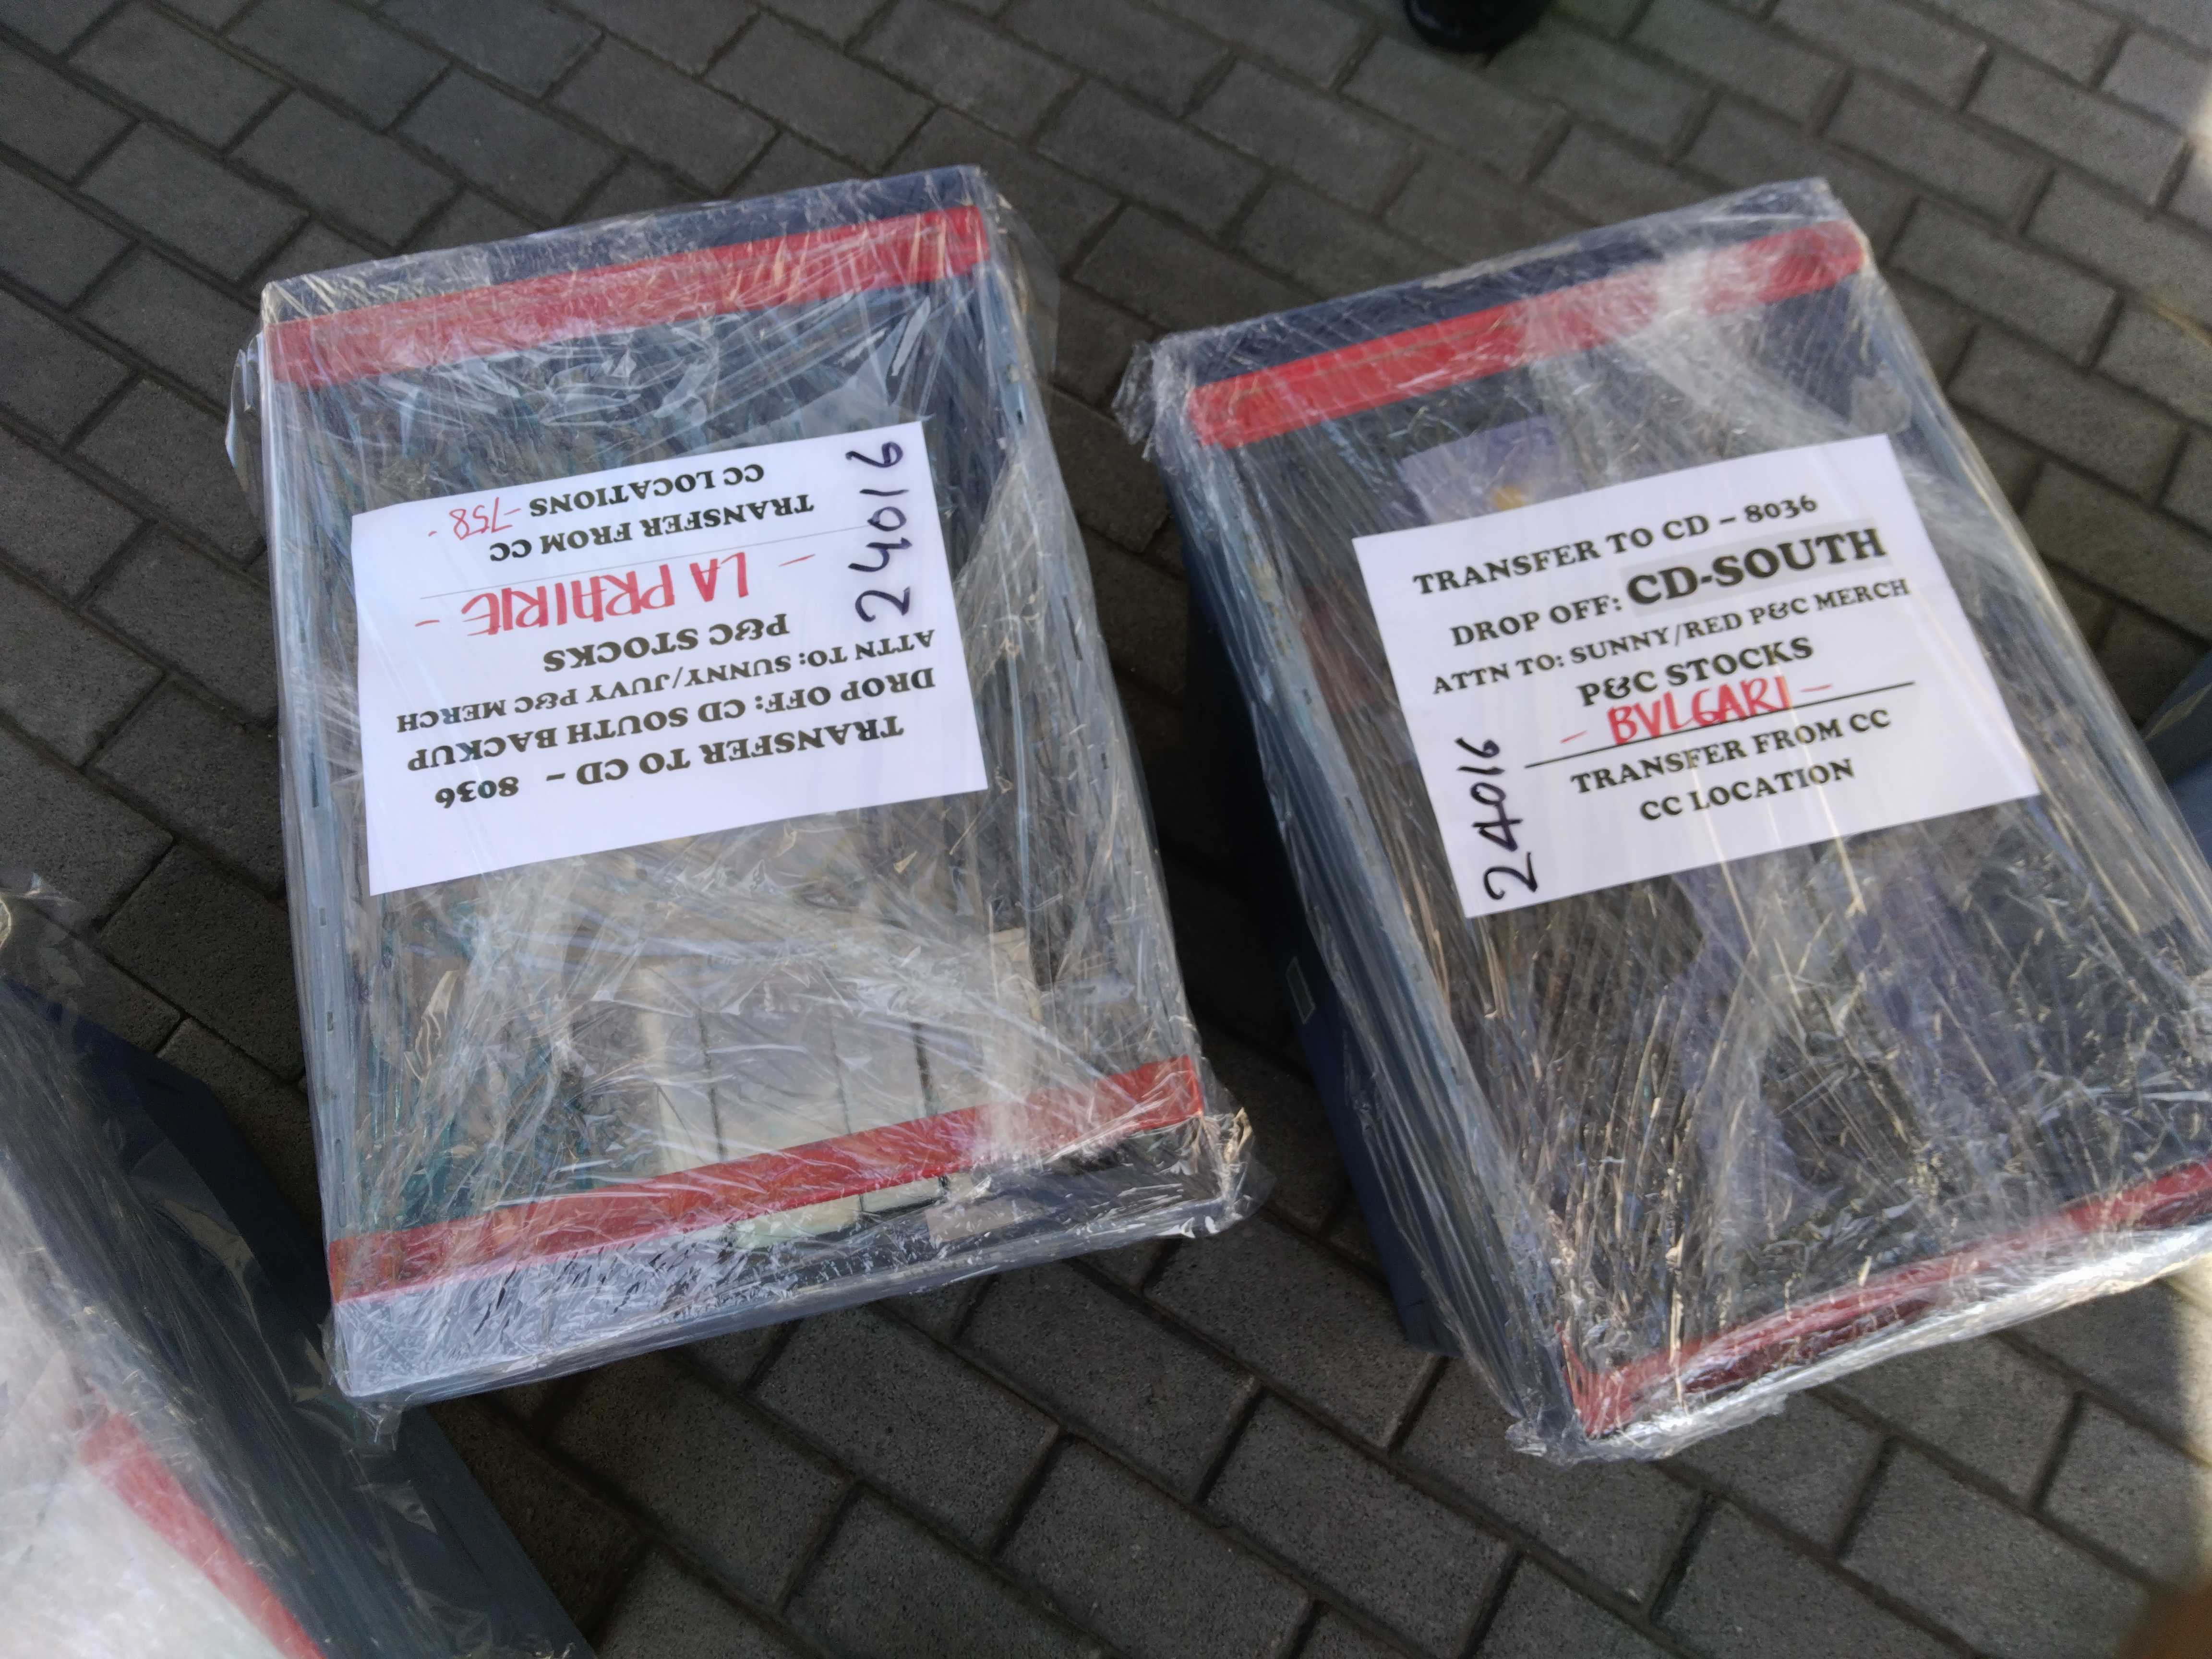 TRANSFER TO CD – 8036
DROP OFF: CD SOUTH BACKUP
ATTN TO: SUNNY/JUVY P&C MERCH
P&C STOCKS
- LA PRAIRIE -
TRANSFER FROM CC
CC LOCATIONS -758-
24016
TRANSFER TO CD – 8036
DROP OFF: CD-SOUTH
ATTN TO: SUNNY/RED P&C MERCH
P&C STOCKS
- BVLGARI -
TRANSFER FROM CC
CC LOCATION
24016